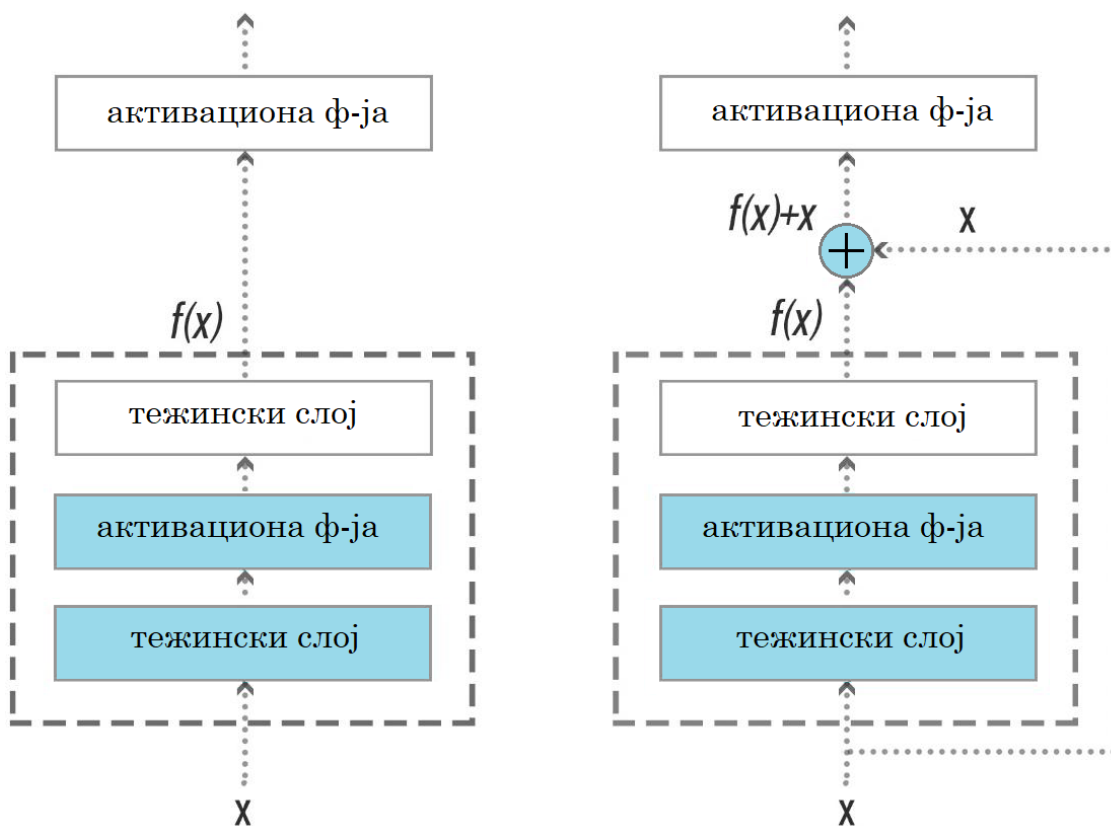 активациона ф-ја
f(x)
тежински слој
активациона ф-ја
тежински слој
x
активациона ф-ја
f(x)+x
x
+
f(x)
тежински слој
активациона ф-ја
тежински слој
x